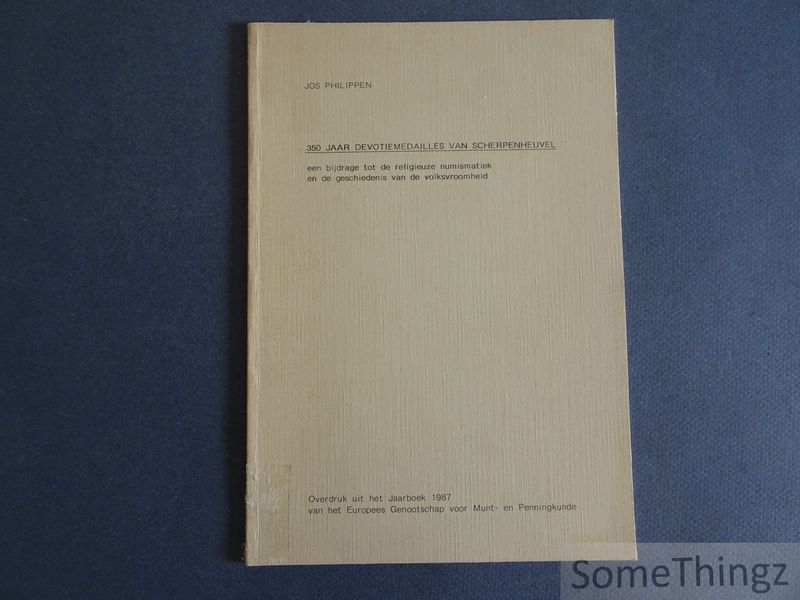 JOS PHILIPPEN
350 JAAR DEVOTIEMEDAILLES VAN SCHERPENHEUVEL
een bijdrage tot de religieuze numismatiek
en de geschiedenis van de volksvroomheid
Overdruk uit het Jaarboek 1987
van het Europees Genootschap voor Munt- en Penningkunde
SomeThingz